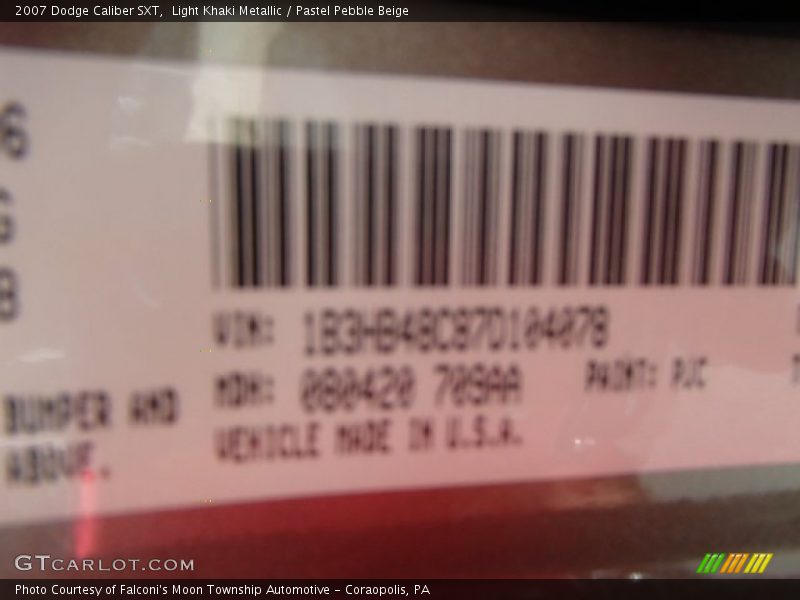 2007 Dodge Caliber SXT, Light Khaki Metallic / Pastel Pebble Beige
6
6
8
VIN: 1B3HB48C87D104078
MDH: 080420 709AA PAINT: PJC
BUMPER AND
VEHICLE MADE IN U.S.A.
ABOVE.
GTCARLOT.COM
Photo Courtesy of Falconi's Moon Township Automotive - Coraopolis, PA